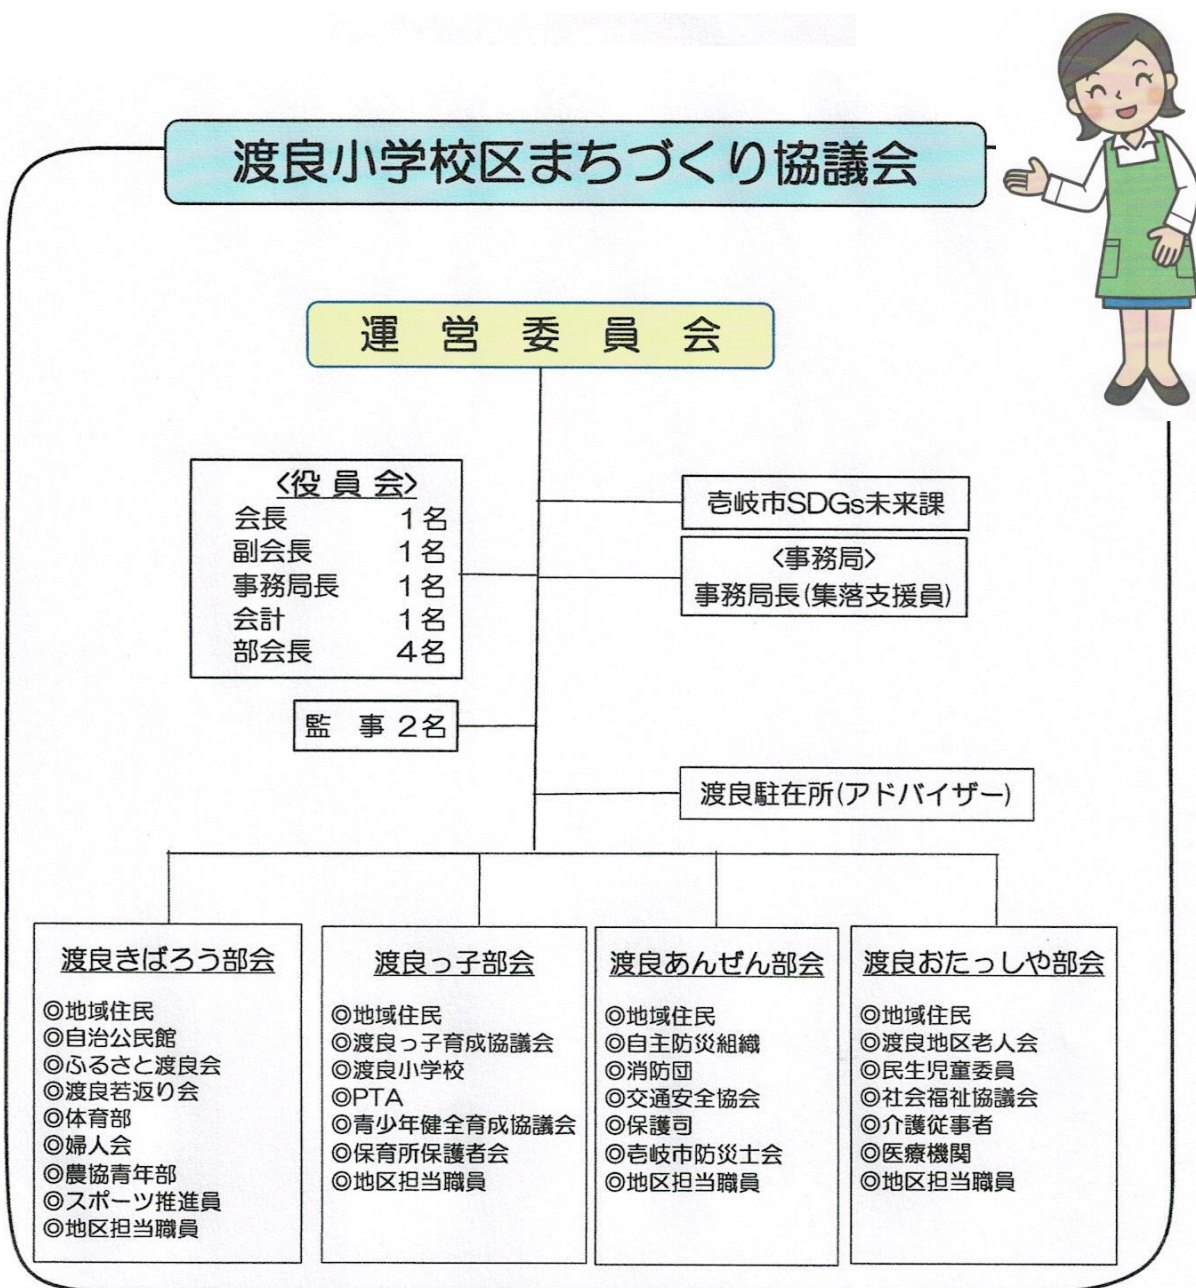 渡良小学校区まちづくり協議会
運営委員会
<役員会>
会長 1名
副会長 1名
事務局長 1名
会計 1名
部会長 4名
壱岐市SDGs未来課
<事務局>
事務局長(集落支援員)
監 事 2名
渡良駐在所(アドバイザー)
渡良きばろう部会
◎地域住民
◎自治公民館
◎ふるさと渡良会
◎渡良若返り会
◎体育部
◎婦人会
◎農協青年部
◎スポーツ推進員
◎地区担当職員
渡良っ子部会
◎地域住民
◎渡良っ子育成協議会
◎渡良小学校
◎PTA
◎青少年健全育成協議会
◎保育所保護者会
◎地区担当職員
渡良あんぜん部会
◎地域住民
◎自主防災組織
◎消防団
◎交通安全協会
◎保護司
◎壱岐市防災士会
◎地区担当職員
渡良おたっしや部会
◎地域住民
◎渡良地区老人会
◎民生児童委員
◎社会福祉協議会
◎介護従事者
◎医療機関
◎地区担当職員